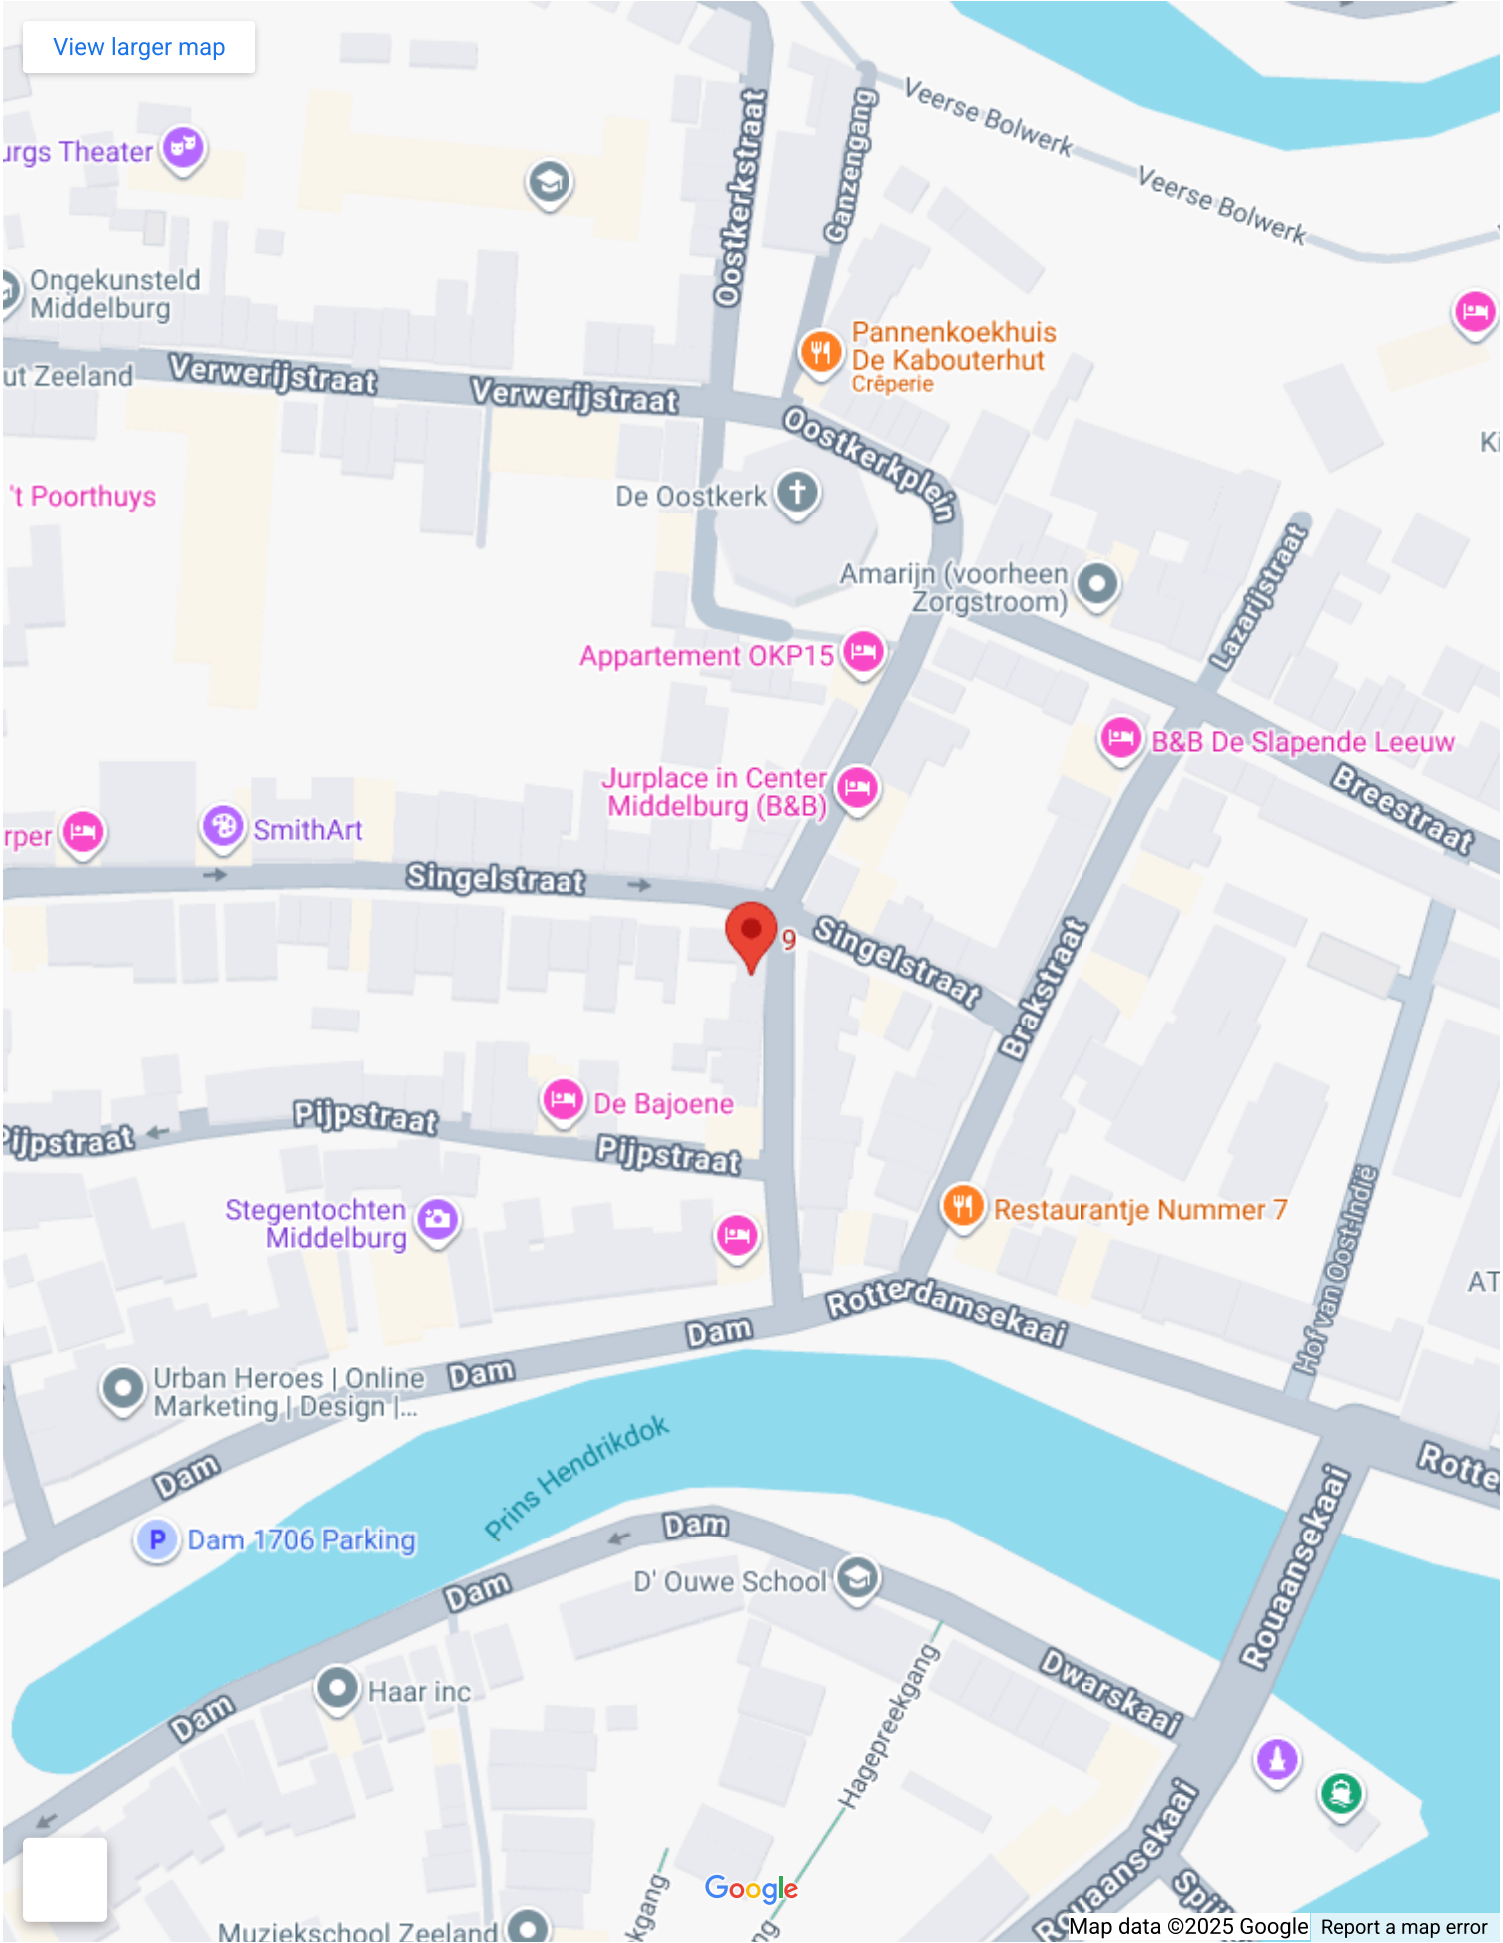 View larger map
Veerse Bolwerk
Veerse Bolwerk
Oostkerkstraat
Ganzengang
urgs Theater
Ongekunsteld
Middelburg
Pannenkoekhuis
De Kabouterhut
Crêperie
ut Zeeland
Verwerijstraat
Verwerijstraat
Oostkerkplein
Ki
't Poorthuys
De Oostkerk
Amarijn (voorheen
Zorgstroom)
Lazarijstraat
Appartement OKP15
B&B De Slapende Leeuw
Jurplace in Center
Middelburg (B&B)
Breestraat
rper
SmithArt
Singelstraat
9
Singelstraat
Brakstraat
De Bajoene
Pijpstraat
Pijpstraat
Pijpstraat
Stegentochten
Middelburg
Restaurantje Nummer 7
Hof van Oost-Indië
AT
Rotterdamsekaai
Dam
Dam
Urban Heroes | Online
Marketing | Design |...
Prins Hendrikdok
Dam
Rotte
Rouaansekaai
Dam 1706 Parking
Dam
D' Ouwe School
Dam
Dwarskaai
Hagepreekgang
Haar inc
Dam
Rouaansekaai
Spij
kgang
ng
Google
Muziekschool Zeeland
Map data ©2025 Google
Report a map error